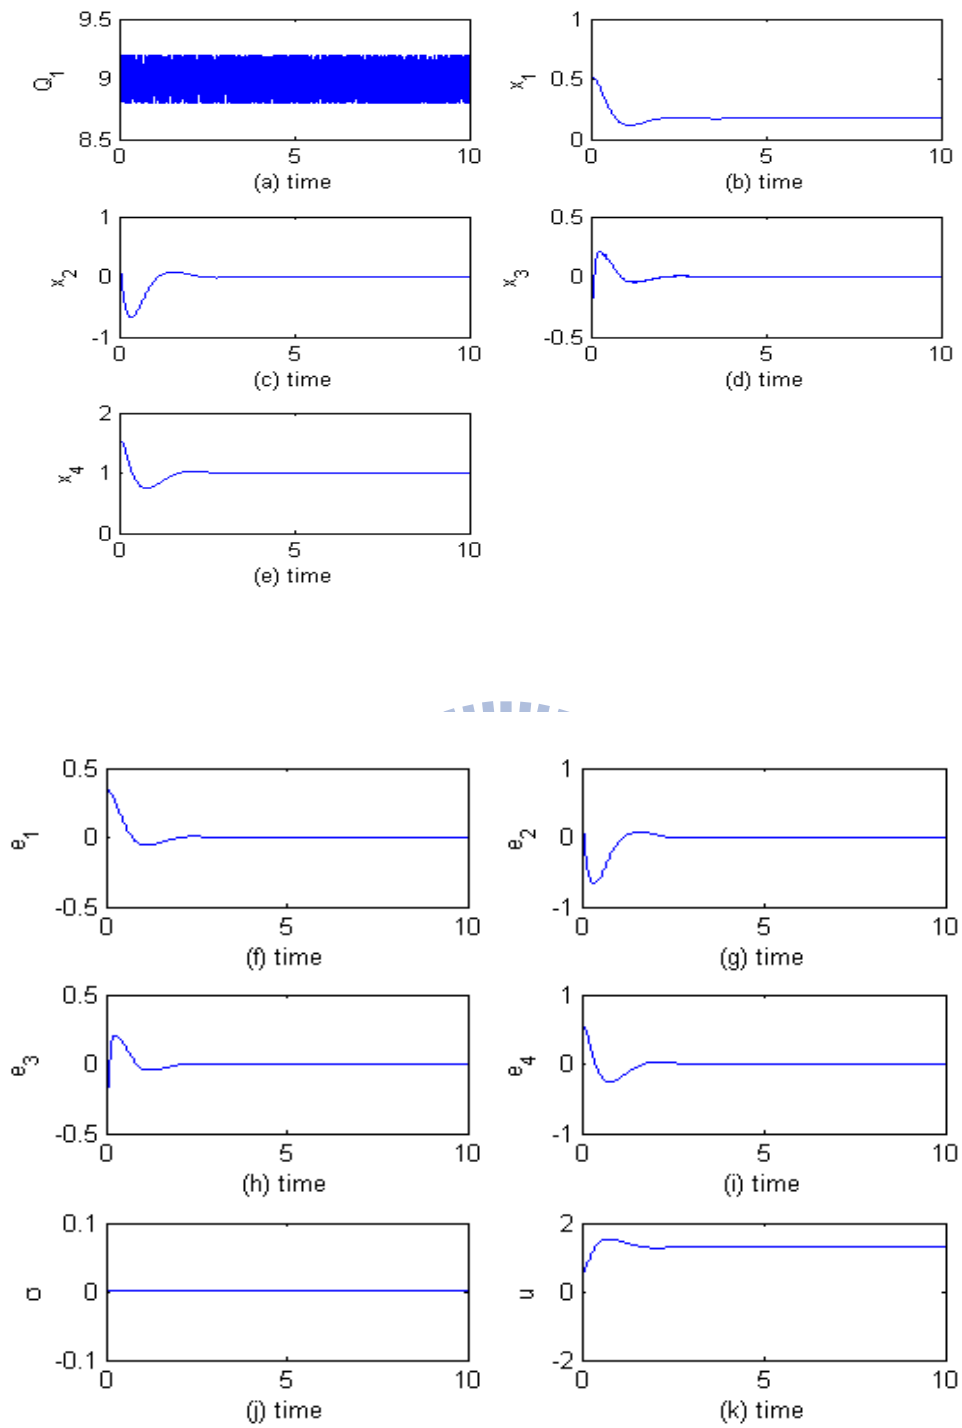 9.5
9
8.5
Q1
0 5 10
(a) time
1
0.5
0
x1
0 5 10
(b) time
1
0
-1
x2
0 5 10
(c) time
0.5
0
-0.5
x3
0 5 10
(d) time
2
1
0
x4
0 5 10
(e) time
0.5
0
-0.5
e1
0 5 10
(f) time
1
0
-1
e2
0 5 10
(g) time
0.5
0
-0.5
e3
0 5 10
(h) time
1
0
-1
e4
0 5 10
(i) time
0.1
0
-0.1
σ
0 5 10
(j) time
2
0
-2
u
0 5 10
(k) time